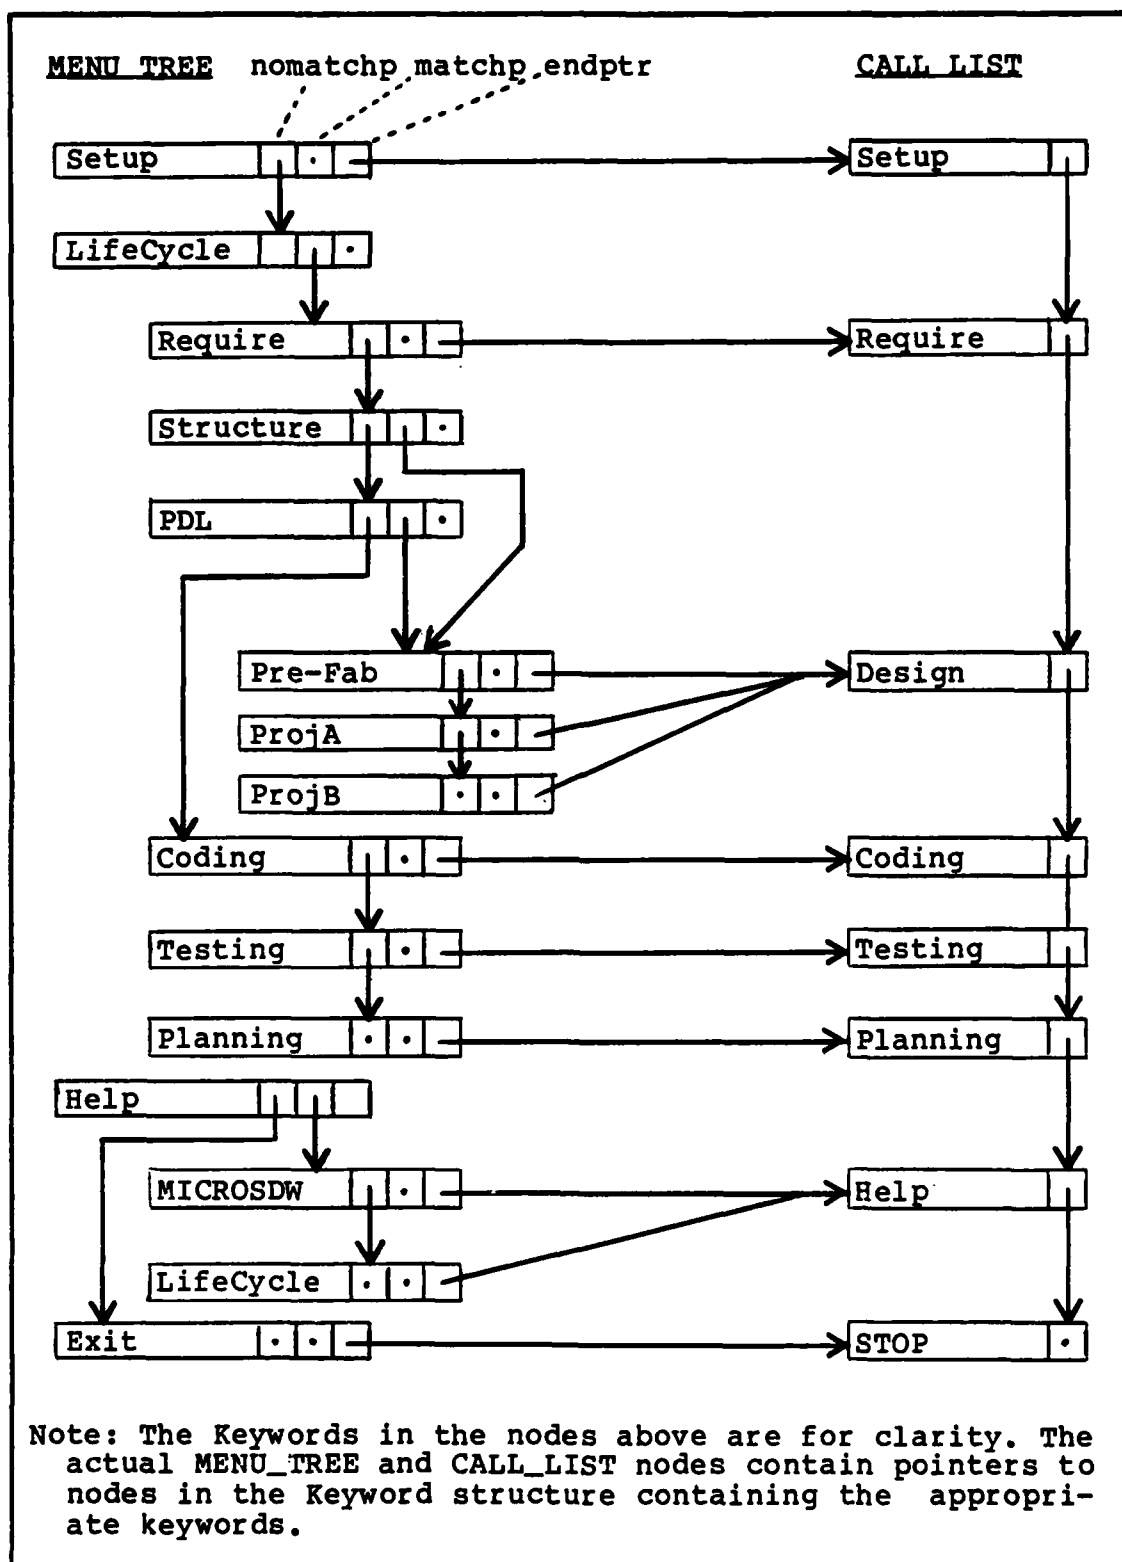 MENU TREE nomatchp matchp endptr CALL LIST
Setup Setup
LifeCycle
Require Require
Structure
PDL
Pre-Fab Design
ProjA
ProjB
Coding Coding
Testing Testing
Planning Planning
Help
MICROSDW Help
LifeCycle
Exit STOP
Note: The Keywords in the nodes above are for clarity. The
actual MENU_TREE and CALL_LIST nodes contain pointers to
nodes in the Keyword structure containing the appropri-
ate keywords.